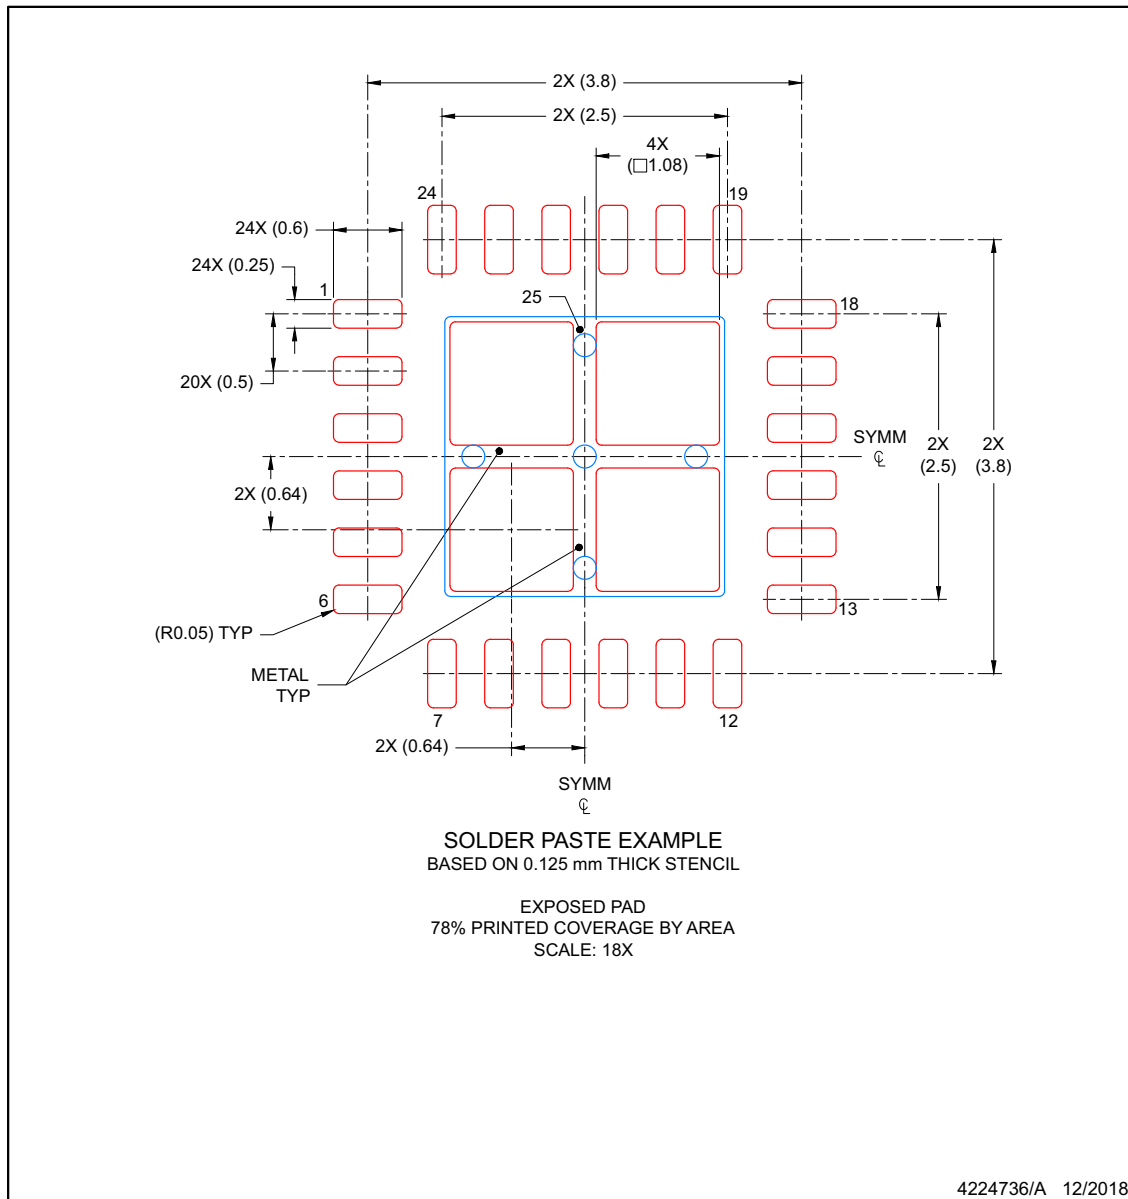 2X (3.8)
2X (2.5)
4X
(□1.08)
24
19
24X (0.6)
24X (0.25)
1
25
18
20X (0.5)
SYMM
℄
2X
(2.5)
2X
(3.8)
2X (0.64)
6
13
(R0.05) TYP
METAL
TYP
7
12
2X (0.64)
SYMM
℄
SOLDER PASTE EXAMPLE
BASED ON 0.125 mm THICK STENCIL
EXPOSED PAD
78% PRINTED COVERAGE BY AREA
SCALE: 18X
4224736/A 12/2018